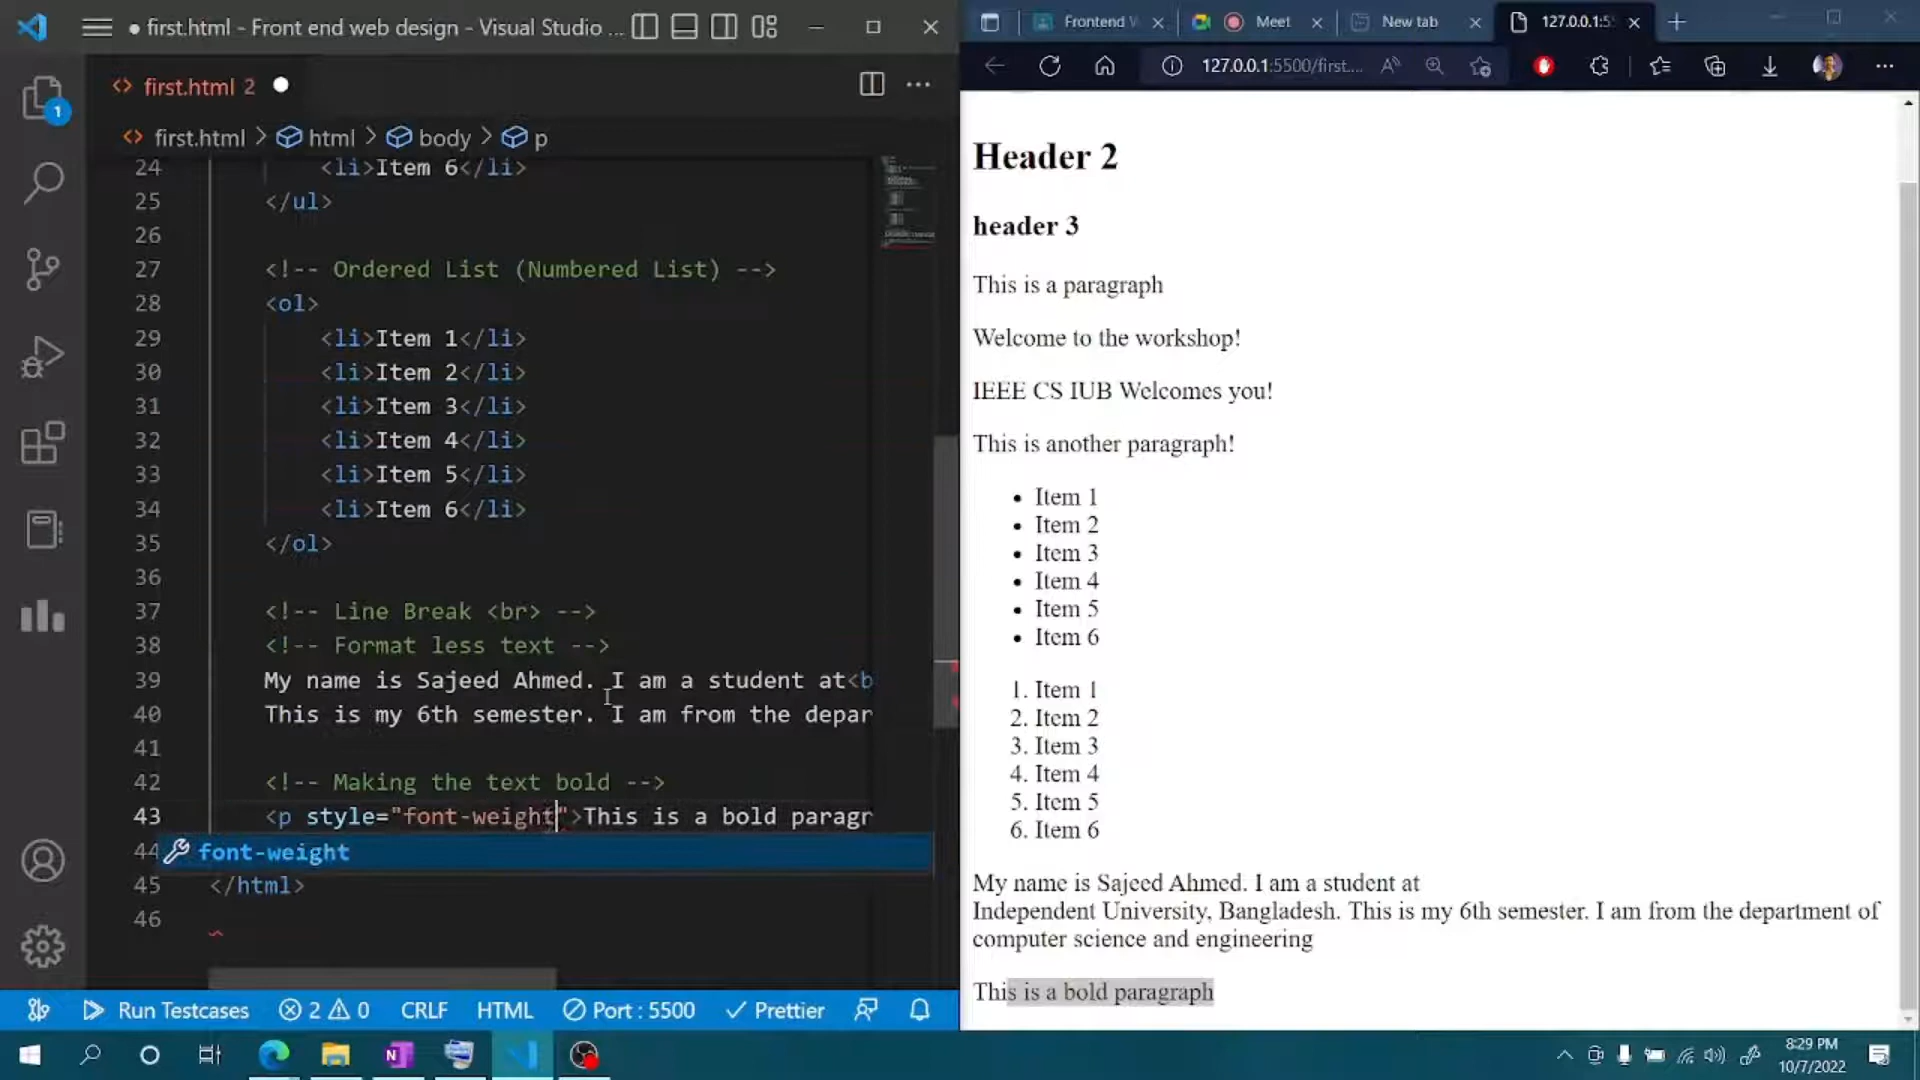 first.html - Front end web design - Visual Studio ...
first.html 2
first.html > html > body > p
24 <li>Item 6</li>
25 </ul>
26
27 <!-- Ordered List (Numbered List) -->
28 <ol>
29 <li>Item 1</li>
30 <li>Item 2</li>
31 <li>Item 3</li>
32 <li>Item 4</li>
33 <li>Item 5</li>
34 <li>Item 6</li>
35 </ol>
36
37 <!-- Line Break <br> -->
38 <!-- Format less text -->
39 My name is Sajeed Ahmed. I am a student at<b
40 This is my 6th semester. I am from the depar
41
42 <!-- Making the text bold -->
43 <p style="font-weight">This is a bold paragr
44 font-weight
45 </html>
46
1
Run Testcases 2 0 CRLF HTML Port : 5500 Prettier
Frontend Meet New tab 127.0.0.1:5
127.0.0.1:5500/first....
Header 2
header 3
This is a paragraph
Welcome to the workshop!
IEEE CS IUB Welcomes you!
This is another paragraph!
• Item 1
• Item 2
• Item 3
• Item 4
• Item 5
• Item 6
1. Item 1
2. Item 2
3. Item 3
4. Item 4
5. Item 5
6. Item 6
My name is Sajeed Ahmed. I am a student at
Independent University, Bangladesh. This is my 6th semester. I am from the department of
computer science and engineering
This is a bold paragraph
8:29 PM
10/7/2022